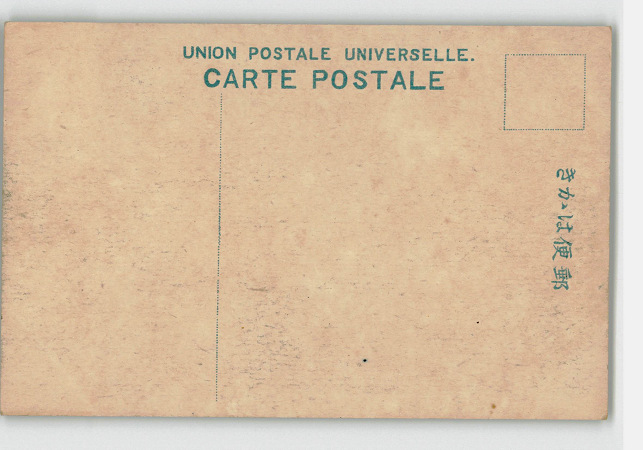 UNION POSTALE UNIVERSELLE.
CARTE POSTALE
郵便はがき